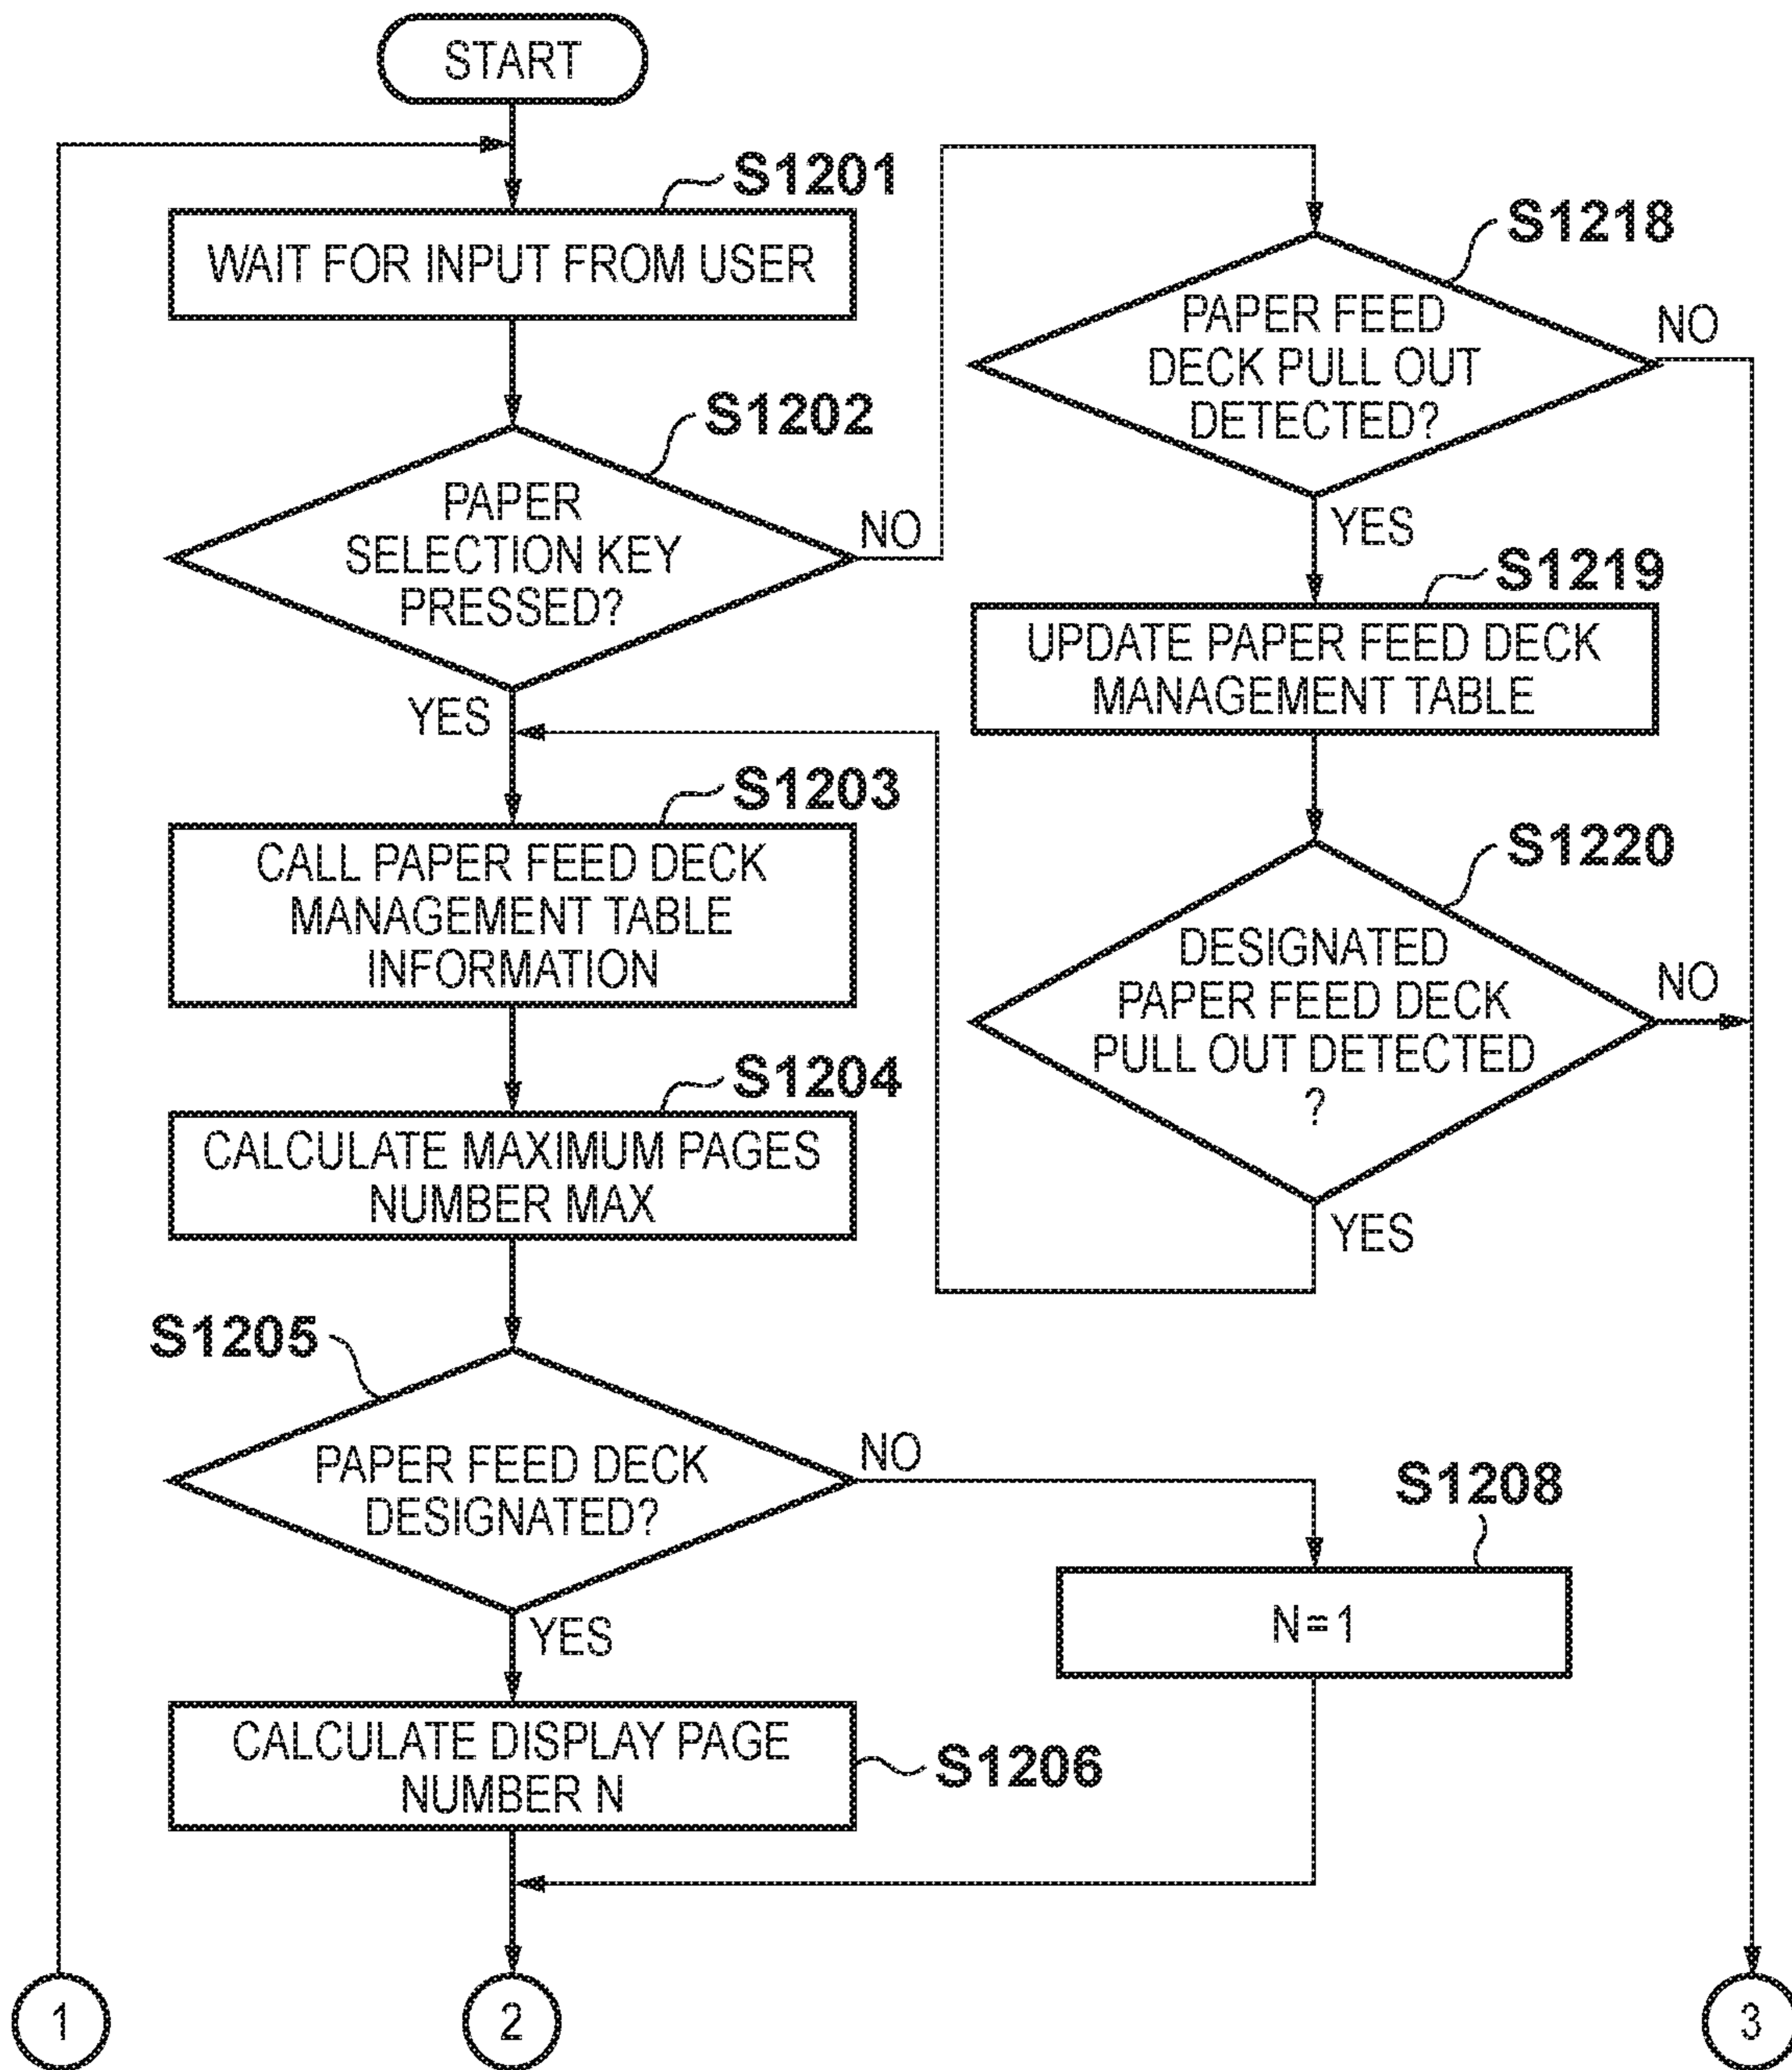 START
S1201
WAIT FOR INPUT FROM USER
S1202
PAPER
SELECTION KEY
PRESSED?
NO
YES
S1203
CALL PAPER FEED DECK
MANAGEMENT TABLE
INFORMATION
S1204
CALCULATE MAXIMUM PAGES
NUMBER MAX
S1205
PAPER FEED DECK
DESIGNATED?
NO
YES
S1206
CALCULATE DISPLAY PAGE
NUMBER N
S1208
N=1
S1218
PAPER FEED
DECK PULL OUT
DETECTED?
NO
YES
S1219
UPDATE PAPER FEED DECK
MANAGEMENT TABLE
S1220
DESIGNATED
PAPER FEED DECK
PULL OUT DETECTED
?
NO
YES
1
2
3